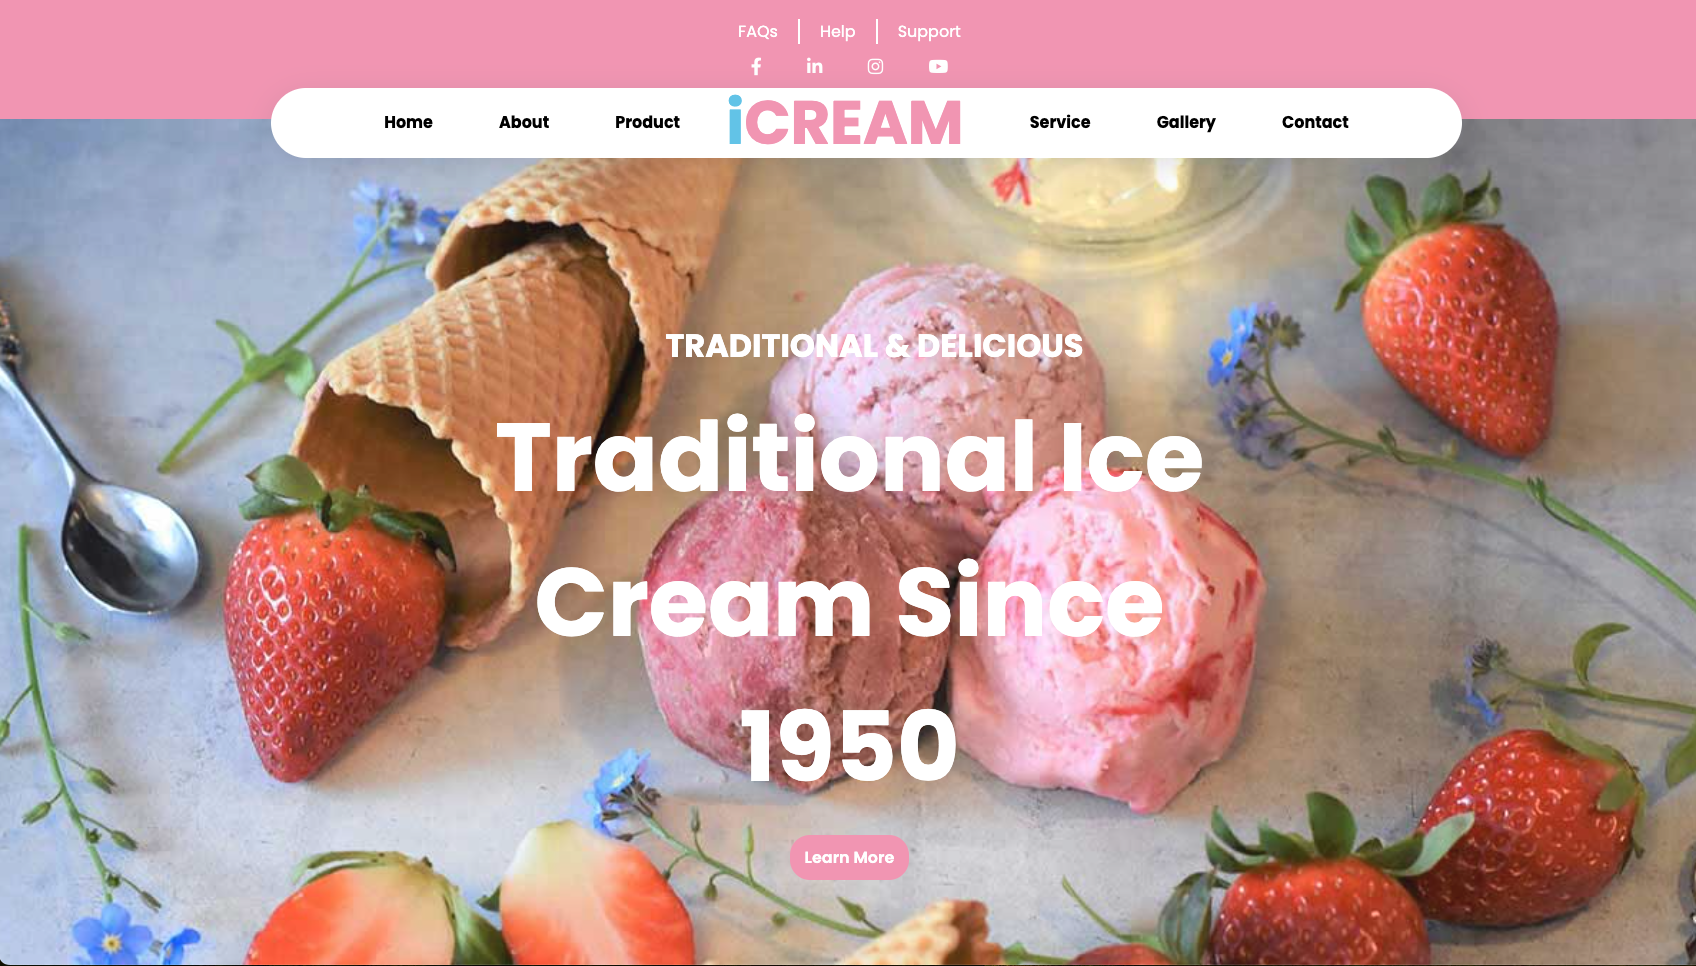 FAQs Help Support
Home About Product iCREAM Service Gallery Contact
TRADITIONAL & DELICIOUS
Traditional Ice
Cream Since
1950
Learn More